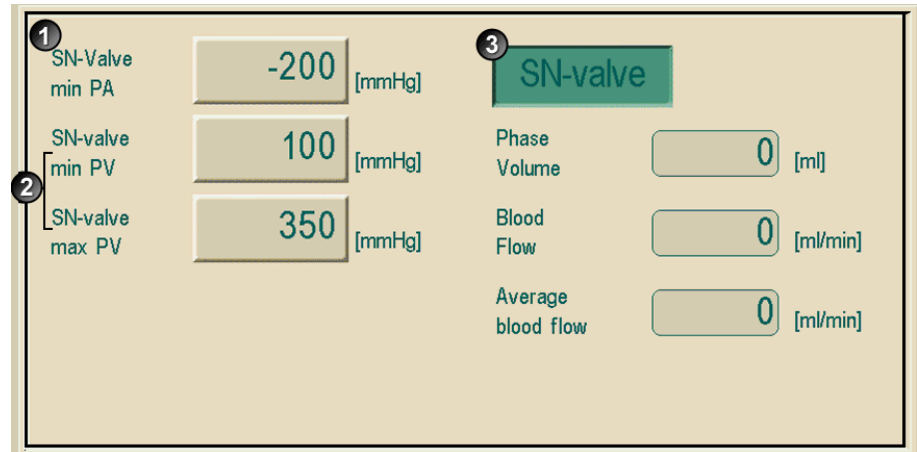 1
SN-Valve
min PA
-200
[mmHg]
2
SN-valve
min PV
100
[mmHg]
SN-valve
max PV
350
[mmHg]
3
SN-valve
Phase
Volume
0
[ml]
Blood
Flow
0
[ml/min]
Average
blood flow
0
[ml/min]